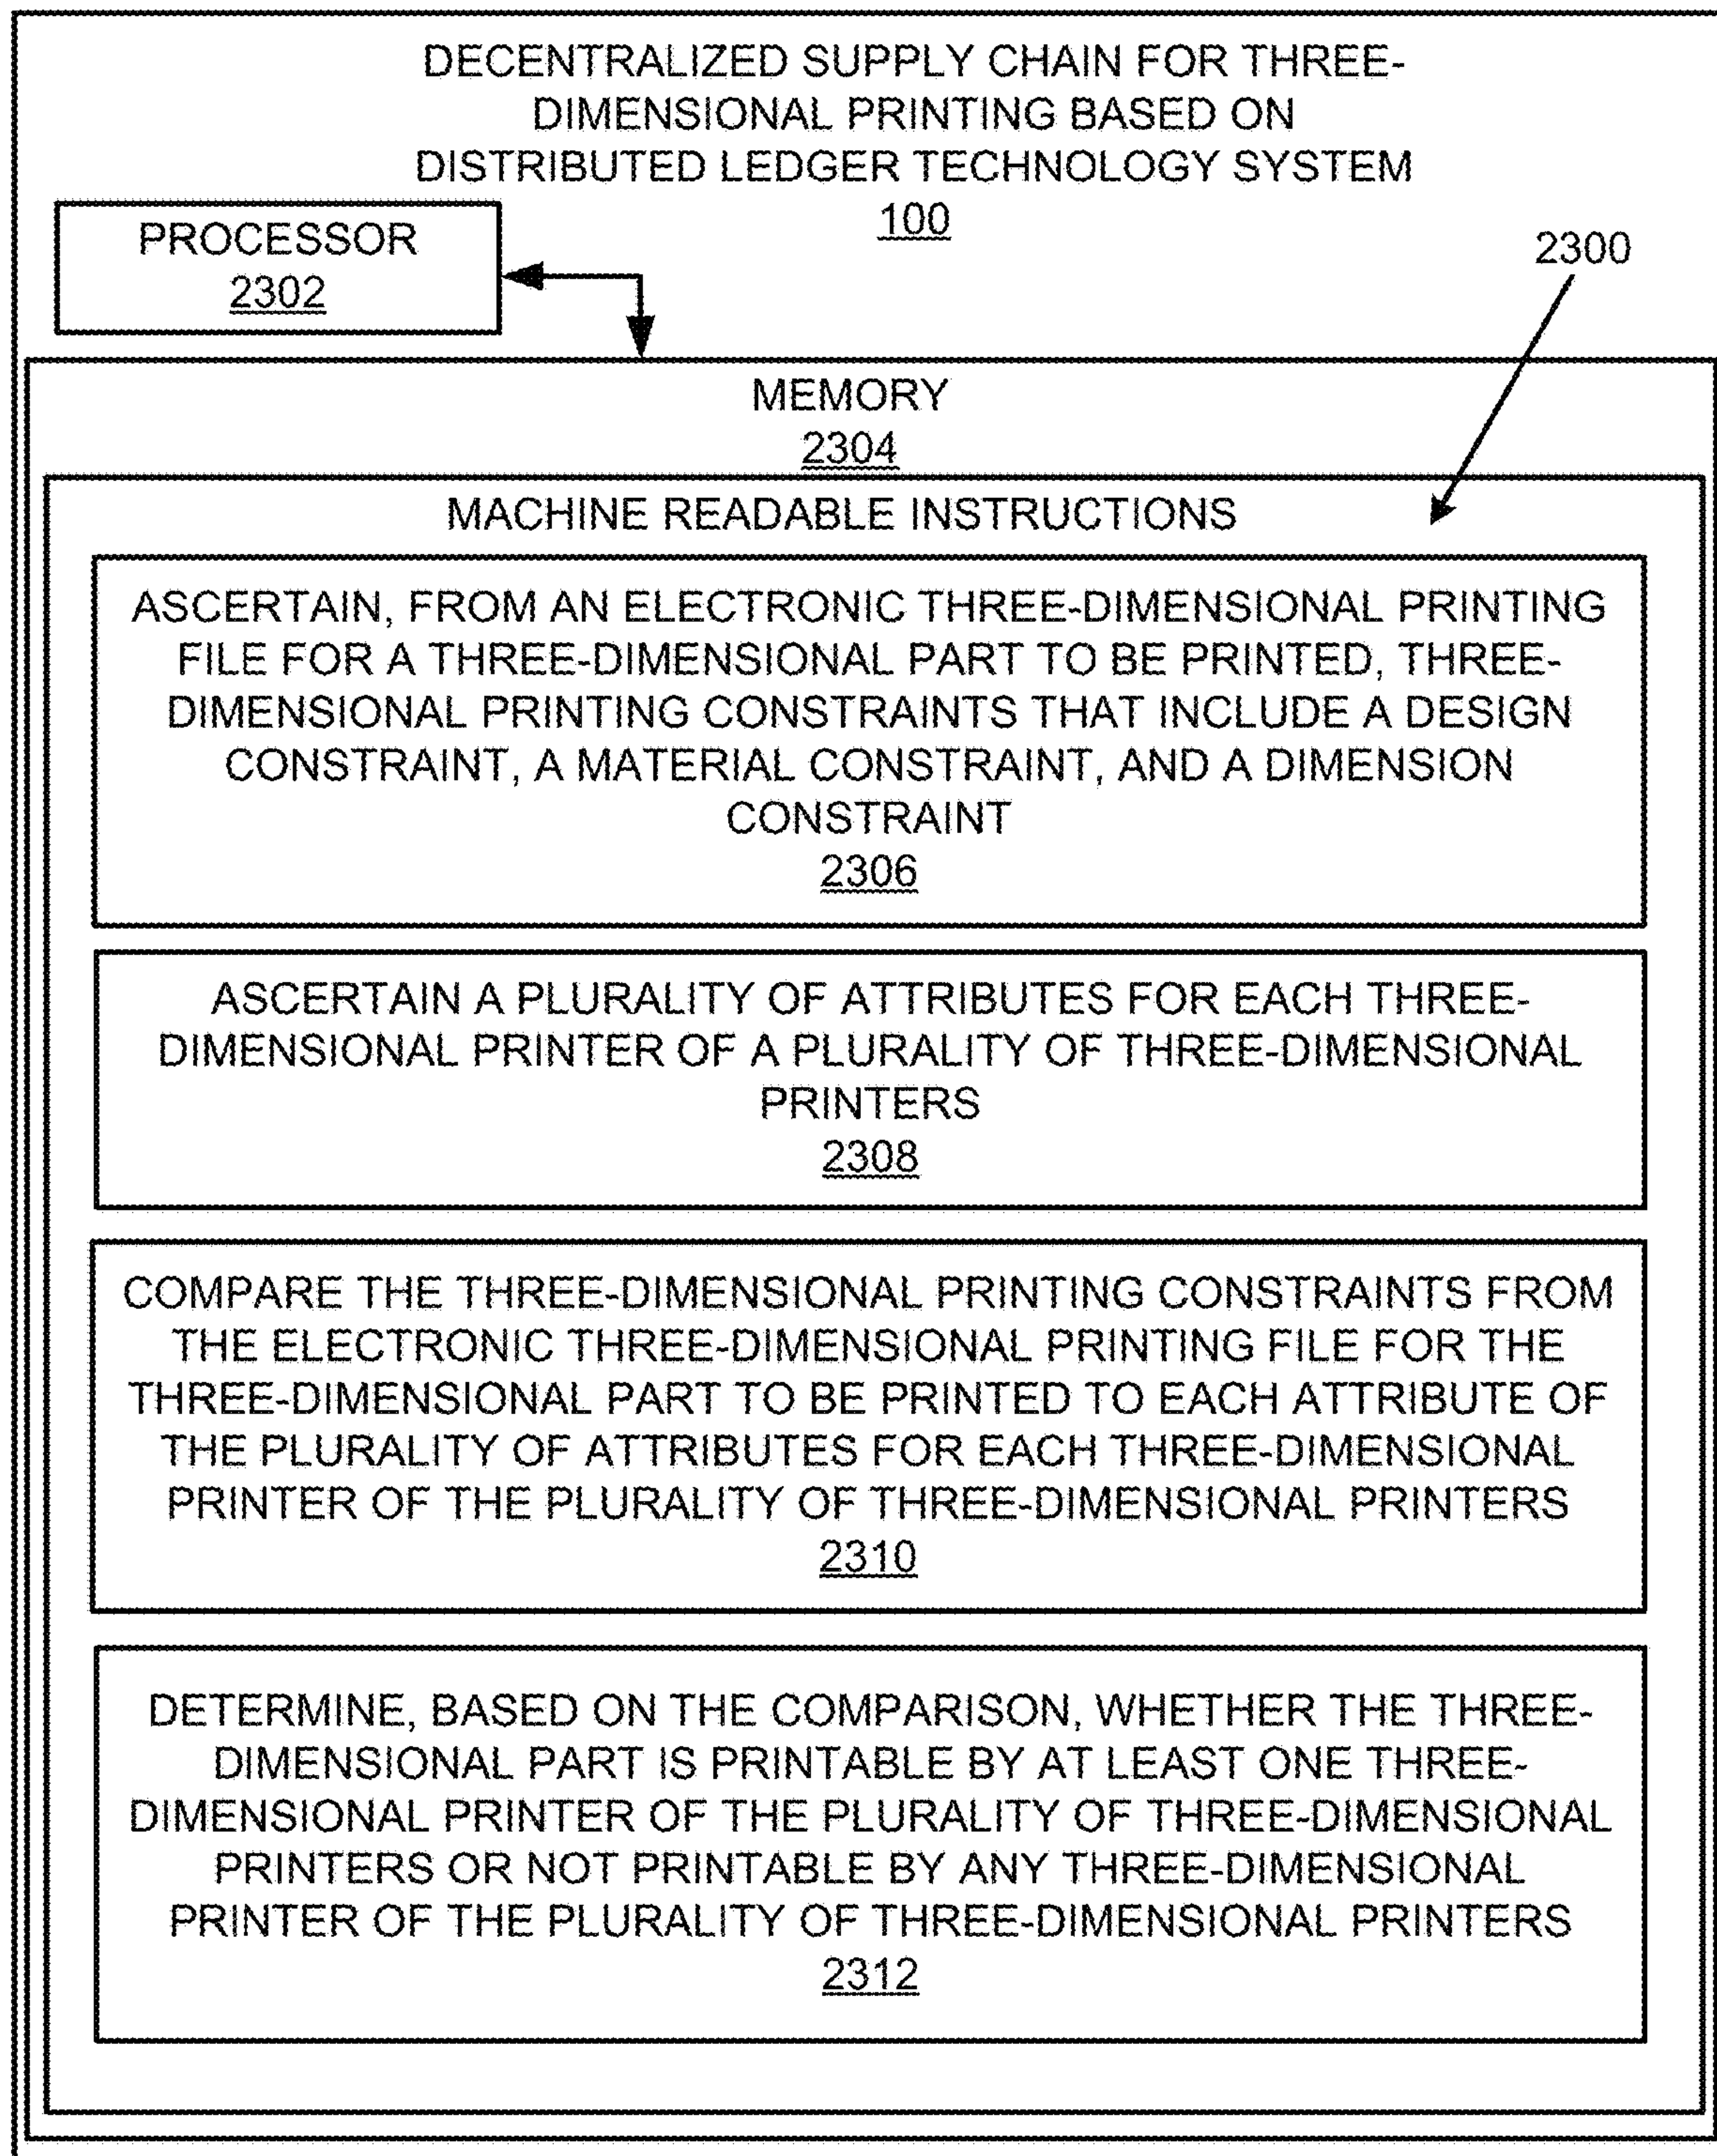 DECENTRALIZED SUPPLY CHAIN FOR THREE-
DIMENSIONAL PRINTING BASED ON
DISTRIBUTED LEDGER TECHNOLOGY SYSTEM
100
PROCESSOR
2302
2300
MEMORY
2304
MACHINE READABLE INSTRUCTIONS
ASCERTAIN, FROM AN ELECTRONIC THREE-DIMENSIONAL PRINTING
FILE FOR A THREE-DIMENSIONAL PART TO BE PRINTED, THREE-
DIMENSIONAL PRINTING CONSTRAINTS THAT INCLUDE A DESIGN
CONSTRAINT, A MATERIAL CONSTRAINT, AND A DIMENSION
CONSTRAINT
2306
ASCERTAIN A PLURALITY OF ATTRIBUTES FOR EACH THREE-
DIMENSIONAL PRINTER OF A PLURALITY OF THREE-DIMENSIONAL
PRINTERS
2308
COMPARE THE THREE-DIMENSIONAL PRINTING CONSTRAINTS FROM
THE ELECTRONIC THREE-DIMENSIONAL PRINTING FILE FOR THE
THREE-DIMENSIONAL PART TO BE PRINTED TO EACH ATTRIBUTE OF
THE PLURALITY OF ATTRIBUTES FOR EACH THREE-DIMENSIONAL
PRINTER OF THE PLURALITY OF THREE-DIMENSIONAL PRINTERS
2310
DETERMINE, BASED ON THE COMPARISON, WHETHER THE THREE-
DIMENSIONAL PART IS PRINTABLE BY AT LEAST ONE THREE-
DIMENSIONAL PRINTER OF THE PLURALITY OF THREE-DIMENSIONAL
PRINTERS OR NOT PRINTABLE BY ANY THREE-DIMENSIONAL
PRINTER OF THE PLURALITY OF THREE-DIMENSIONAL PRINTERS
2312